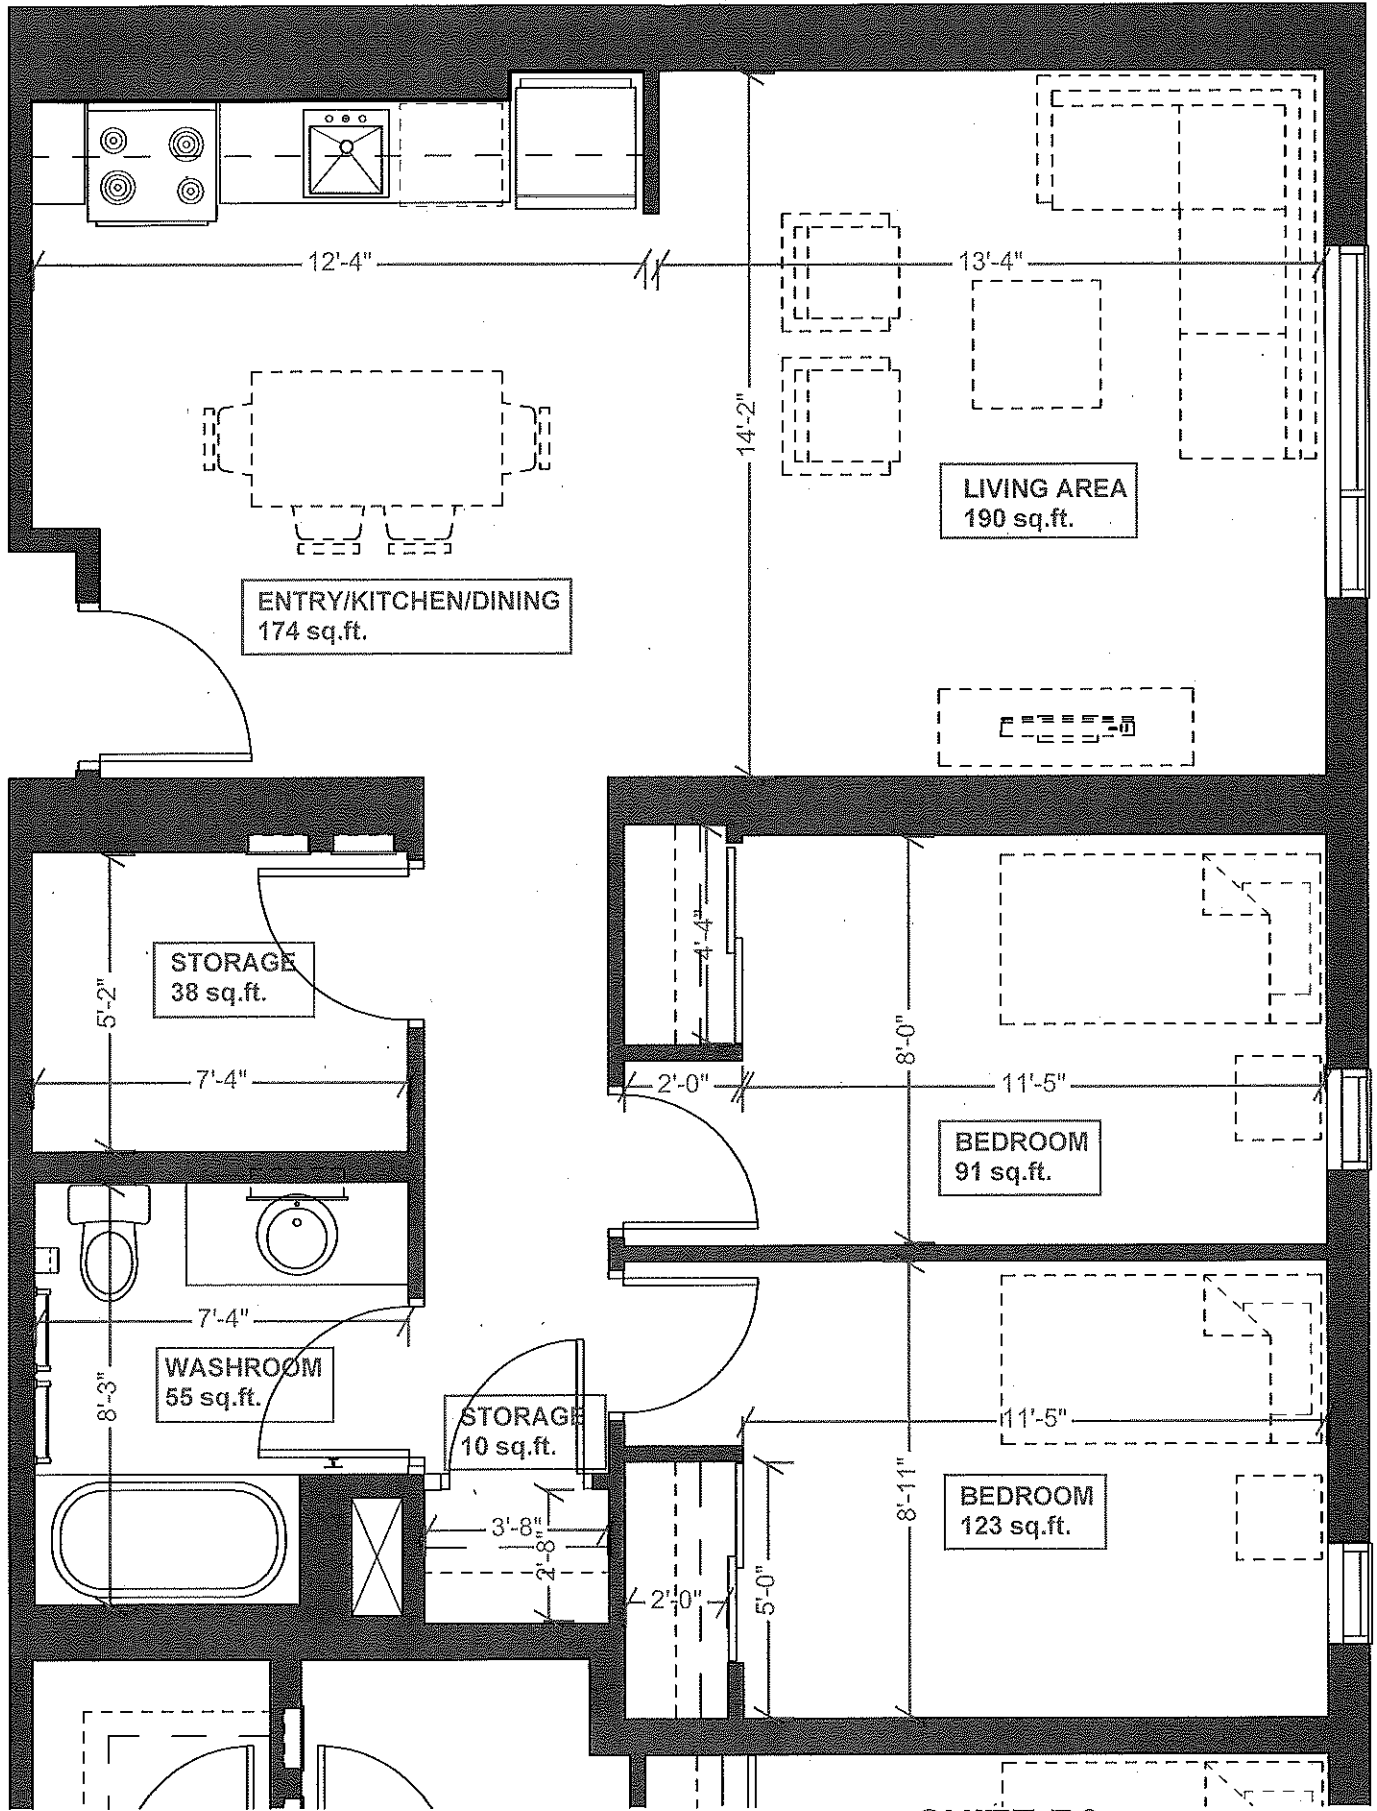 12'-4"
13'-4"
14'-2"
LIVING AREA
190 sq.ft.
ENTRY/KITCHEN/DINING
174 sq.ft.
4'-4"
STORAGE
38 sq.ft.
5'-2"
8'-0"
7'-4"
2'-0"
11'-5"
BEDROOM
91 sq.ft.
7'-4"
WASHROOM
55 sq.ft.
8'-3"
STORAGE
10 sq.ft.
11'-5"
8'-11"
BEDROOM
123 sq.ft.
3'-8"
2'-8"
2'-0"
5'-0"